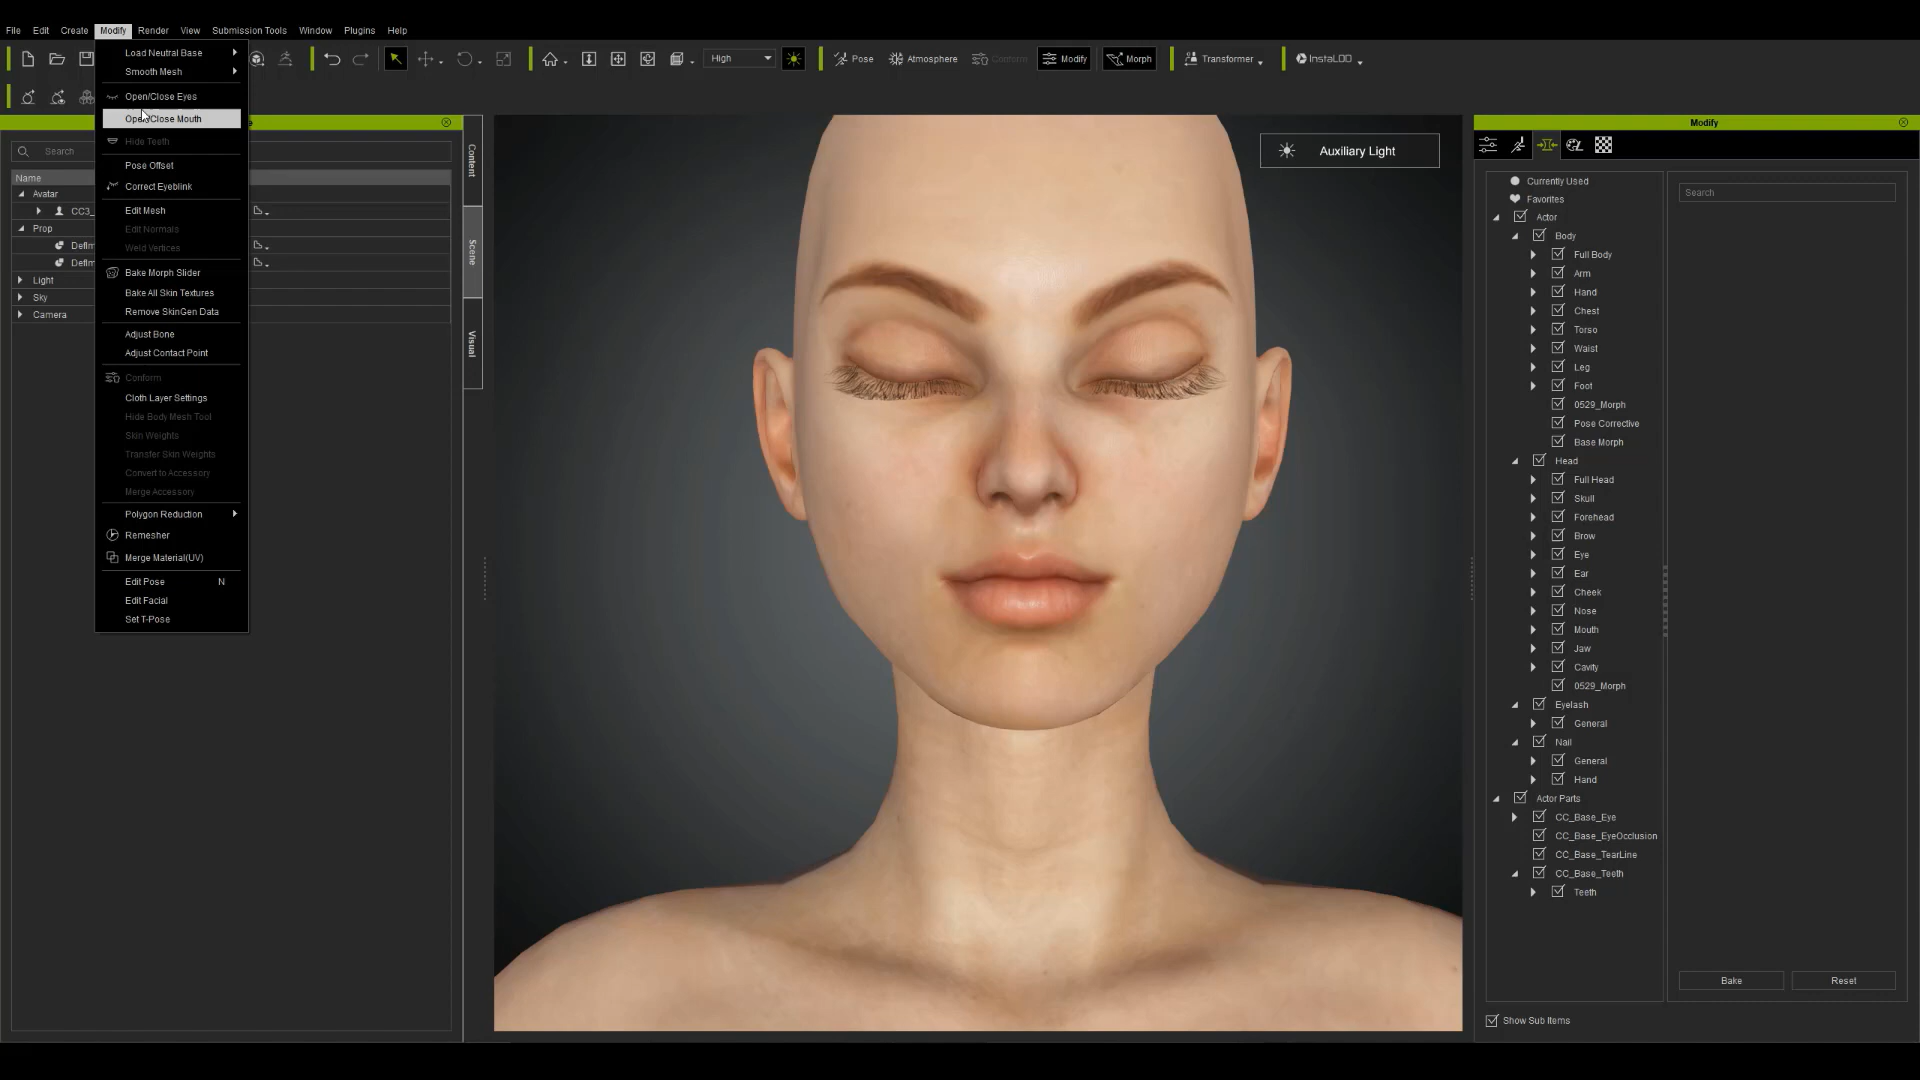 File Edit Create Modify Render View Submission Tools Window Plugins Help
Load Neutral Base
Smooth Mesh
Open/Close Eyes
Open/Close Mouth
Hide Teeth
Pose Offset
Correct Eyeblink
Edit Mesh
Edit Normals
Weld Vertices
Bake Morph Slider
Bake All Skin Textures
Remove SkinGen Data
Adjust Bone
Adjust Contact Point
Conform
Cloth Layer Settings
Hide Body Mesh Tool
Skin Weights
Transfer Skin Weights
Convert to Accessory
Merge Accessory
Polygon Reduction
Remesher
Merge Material(UV)
Edit Pose N
Edit Facial
Set T-Pose
High Pose Atmosphere Conform Modify Morph Transformer InstaLOD
Search
Name
Avatar
CC3_
Prop
Light
Sky
Camera
Content
Scene
Visual
Auxiliary Light
Modify
Currently Used
Favorites
Actor
Body
Full Body
Arm
Hand
Chest
Torso
Waist
Leg
Foot
0529_Morph
Pose Corrective
Base Morph
Head
Full Head
Skull
Forehead
Brow
Eye
Ear
Cheek
Nose
Mouth
Jaw
Cavity
0529_Morph
Eyelash
General
Nail
General
Hand
Actor Parts
CC_Base_Eye
CC_Base_EyeOcclusion
CC_Base_TearLine
CC_Base_Teeth
Teeth
Show Sub Items
Search
Bake Reset